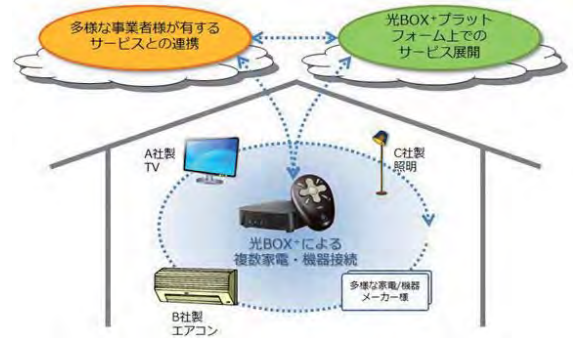 多様な事業者様が有する
サービスとの連携
光BOX⁺プラット
フォーム上での
サービス展開
A社製
TV
C社製
照明
光BOX⁺による
複数家電・機器接続
B社製
エアコン
多様な家電/機器
メーカー様